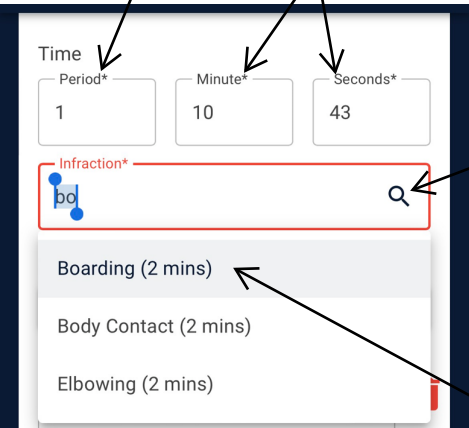 Time
Period* Minute* Seconds*
1 10 43
Infraction*
bo
Boarding (2 mins)
Body Contact (2 mins)
Elbowing (2 mins)